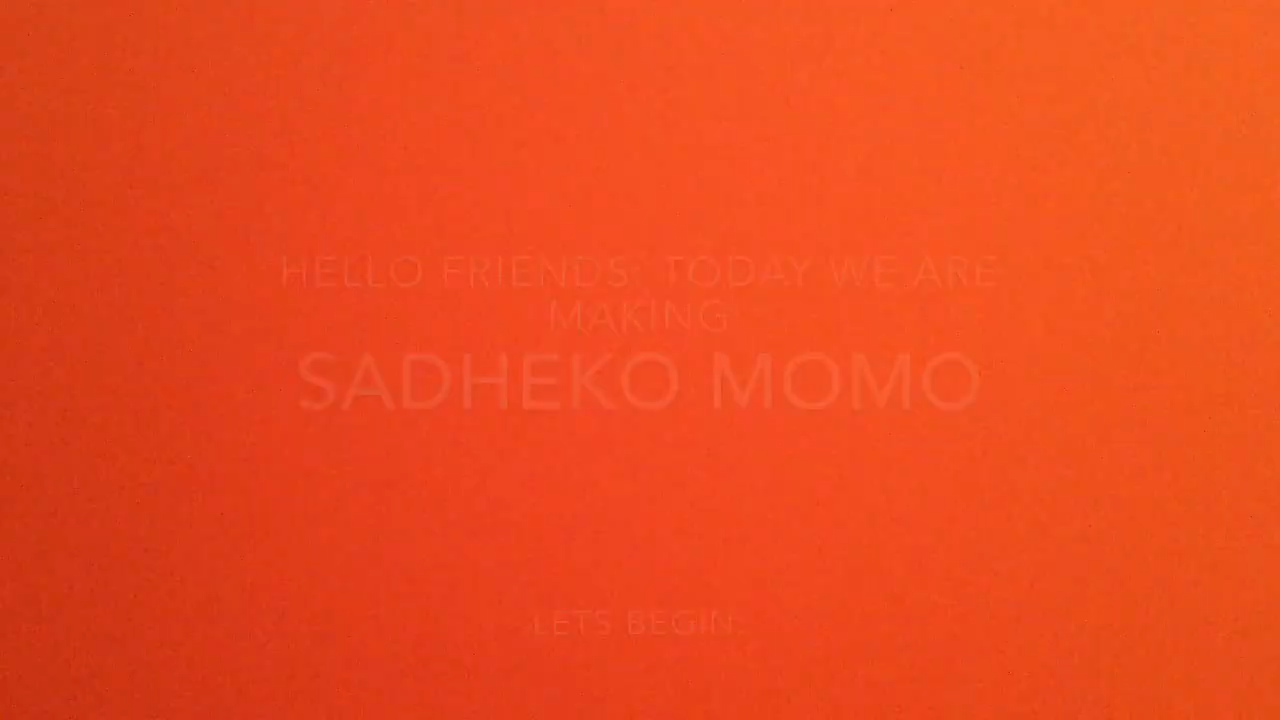 HELLO FRIENDS, TODAY WE ARE
MAKING
SADHEKO MOMO
LETS BEGIN.